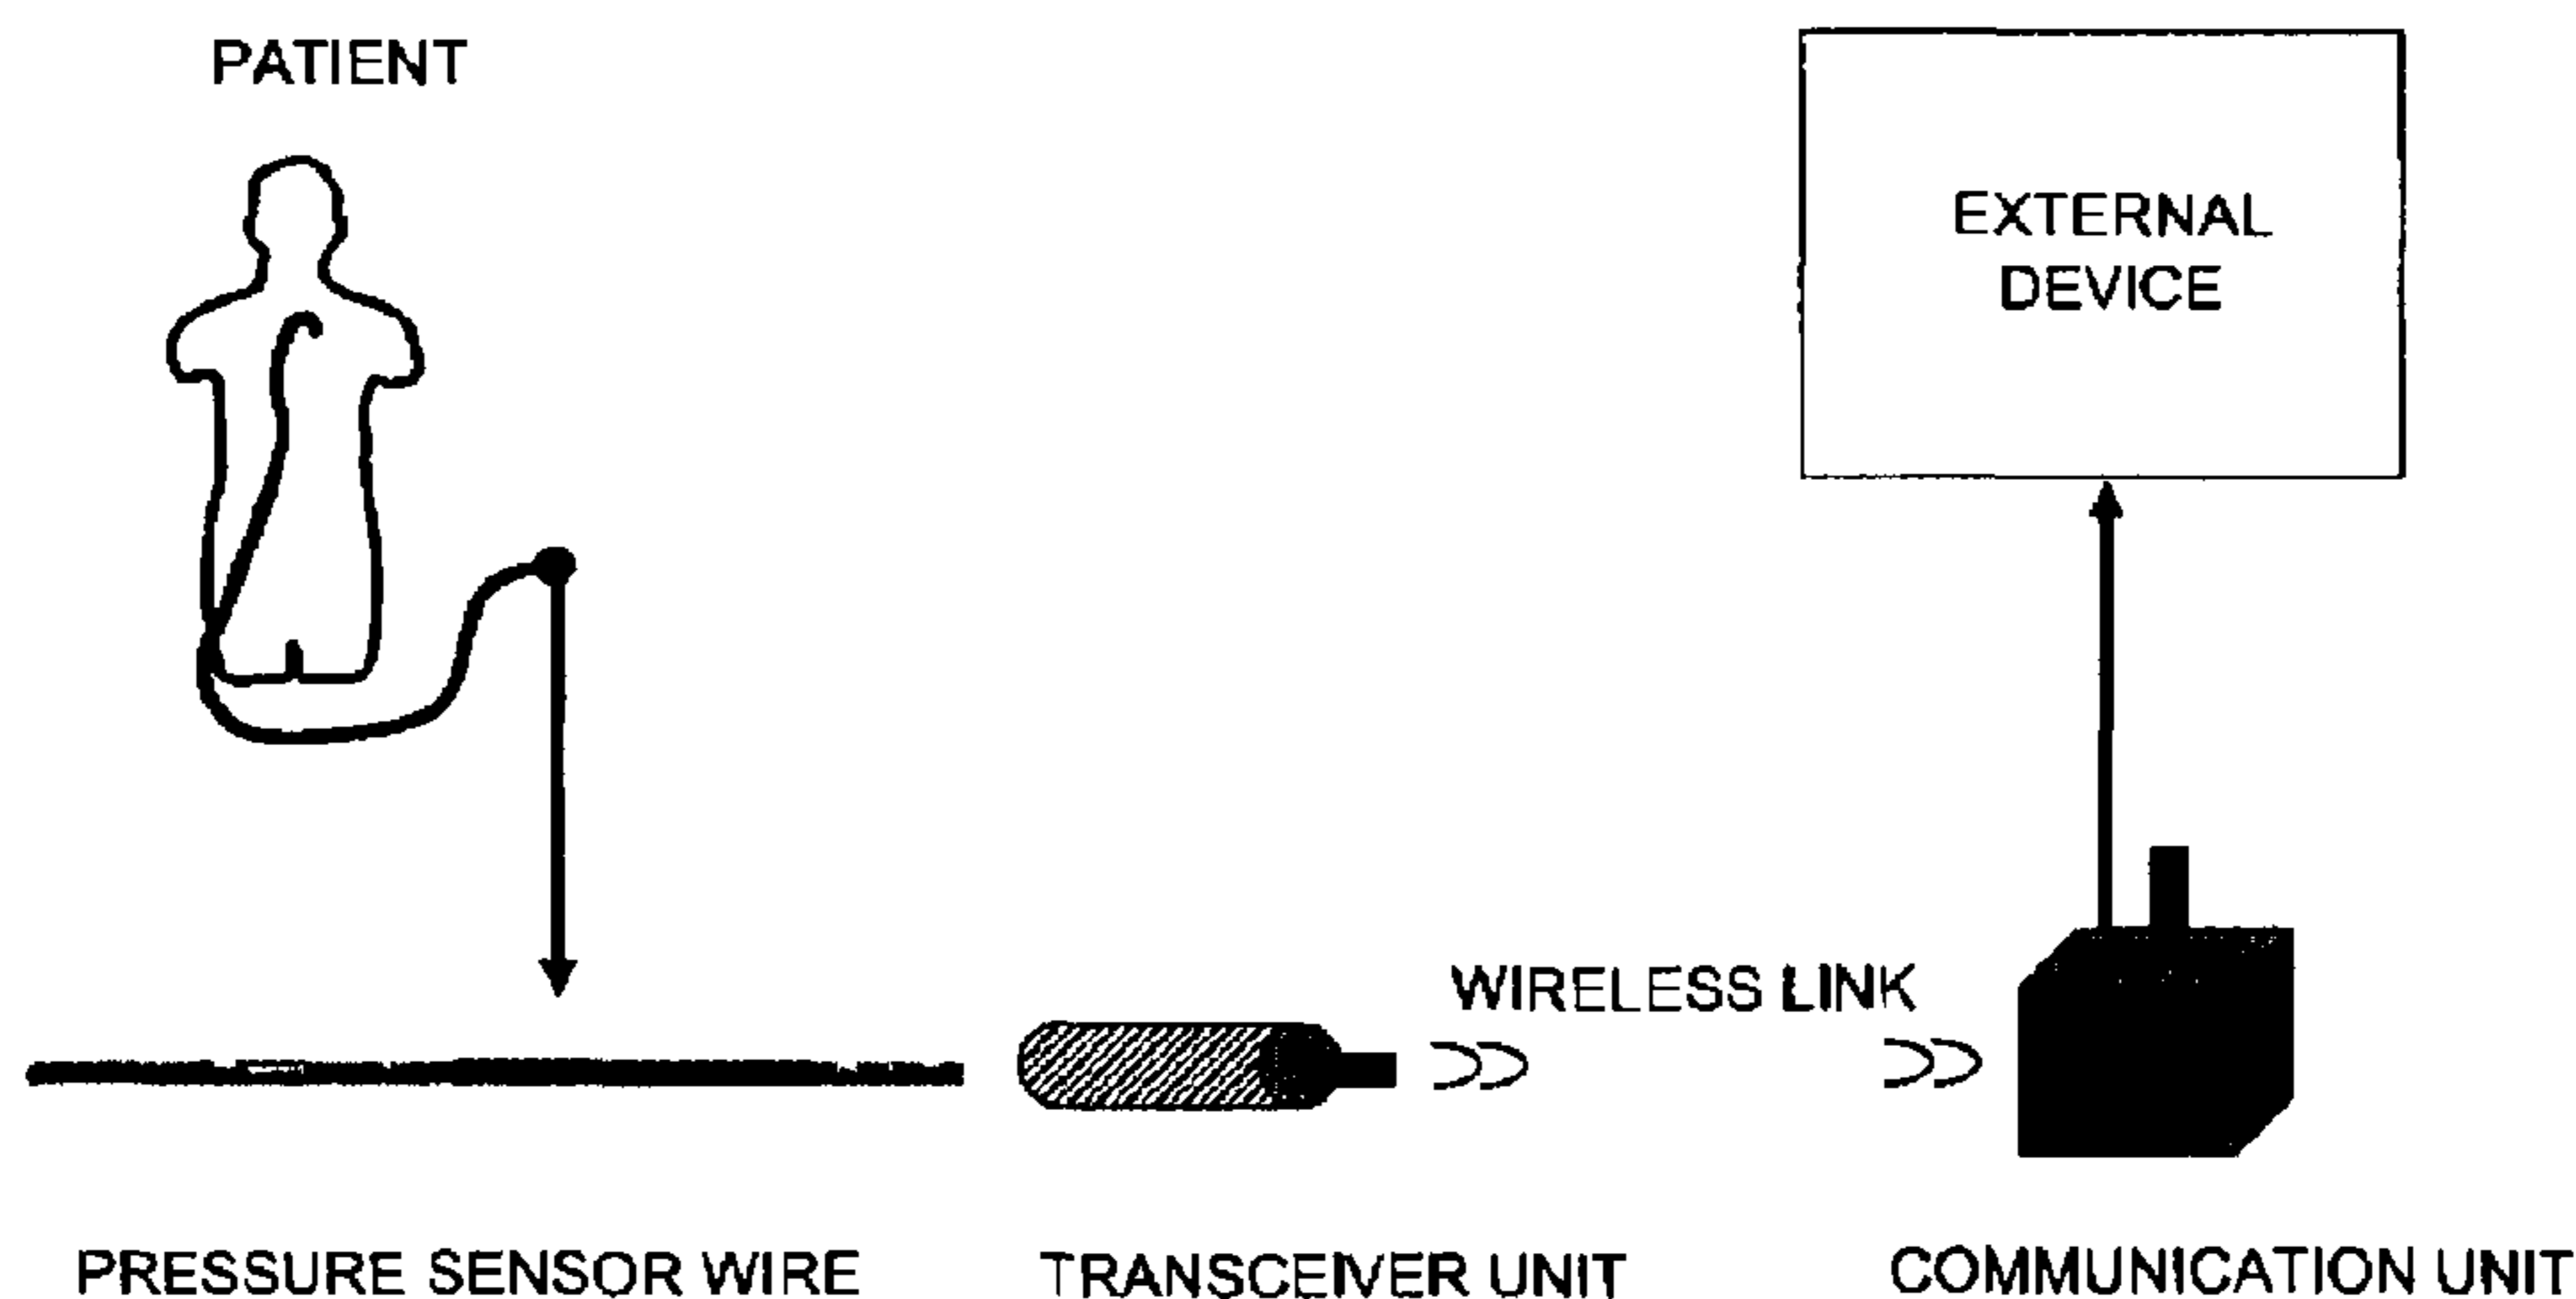 PATIENT
EXTERNAL
DEVICE
WIRELESS LINK
PRESSURE SENSOR WIRE
TRANSCEIVER UNIT
COMMUNICATION UNIT